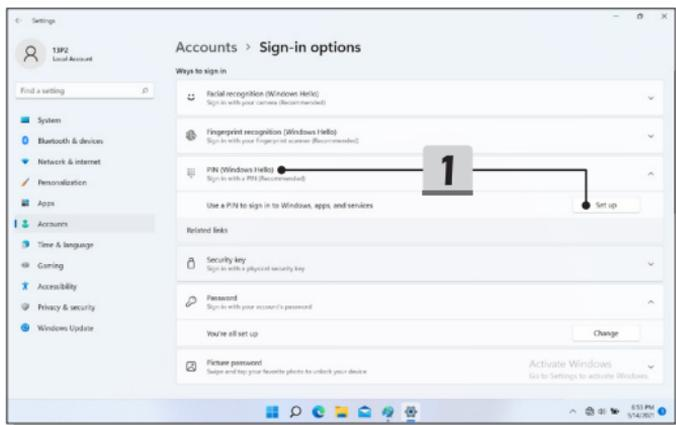 Settings
13P2
Local Account
Find a setting
System
Bluetooth & devices
Network & internet
Personalization
Apps
Accounts
Time & language
Gaming
Accessibility
Privacy & security
Windows Update
Accounts > Sign-in options
Ways to sign in
Facial recognition (Windows Hello)
Sign in with your camera (Recommended)
Fingerprint recognition (Windows Hello)
Sign in with your fingerprint scanner (Recommended)
PIN (Windows Hello)
Sign in with a PIN (Recommended)
1
Use a PIN to sign in to Windows, apps, and services
Set up
Related links
Security key
Sign in with a physical security key
Password
Sign in with your account's password
You're all set up
Change
Picture password
Swipe and tap your favorite photo to unlock your device
Activate Windows
Go to Settings to activate Windows.
6:53 PM
9/14/2021